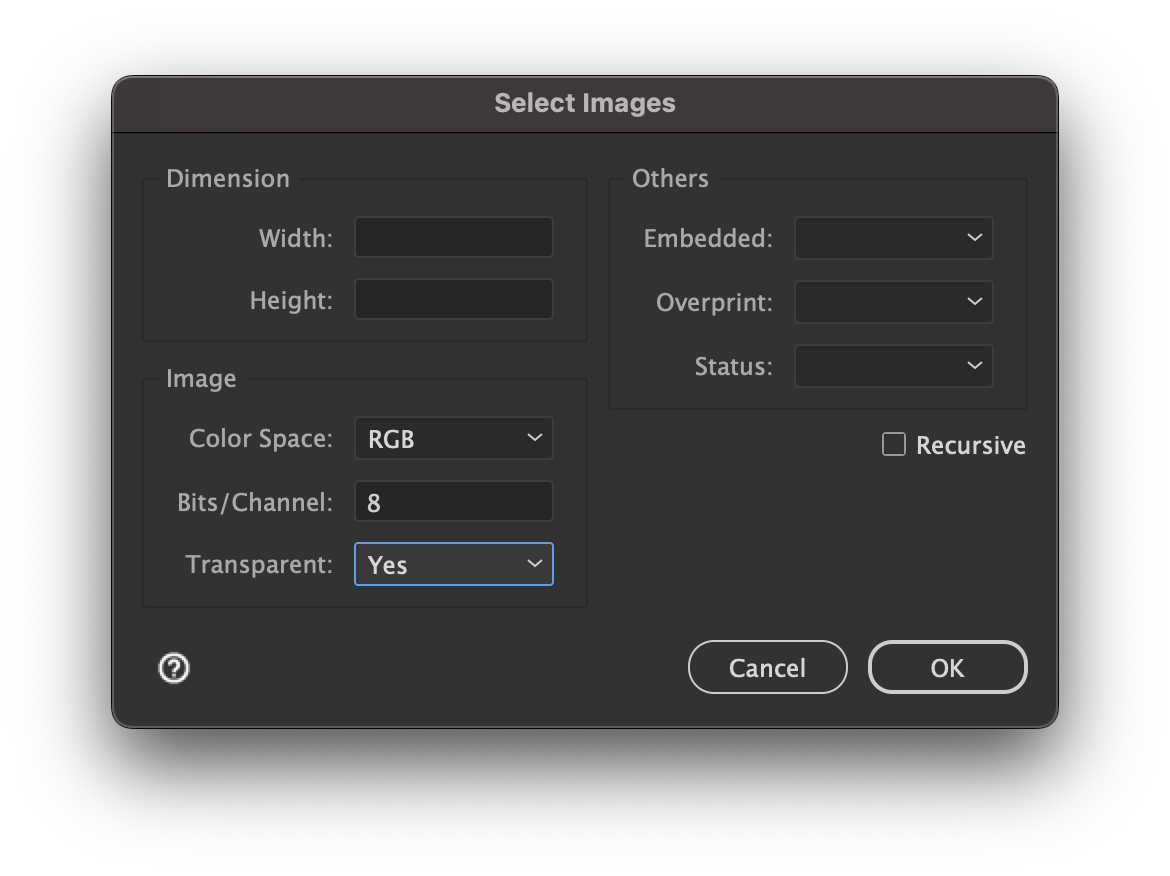 Select Images
Dimension
Width:
Height:
Image
Color Space: RGB
Bits/Channel: 8
Transparent: Yes
Others
Embedded:
Overprint:
Status:
Recursive
?
Cancel
OK